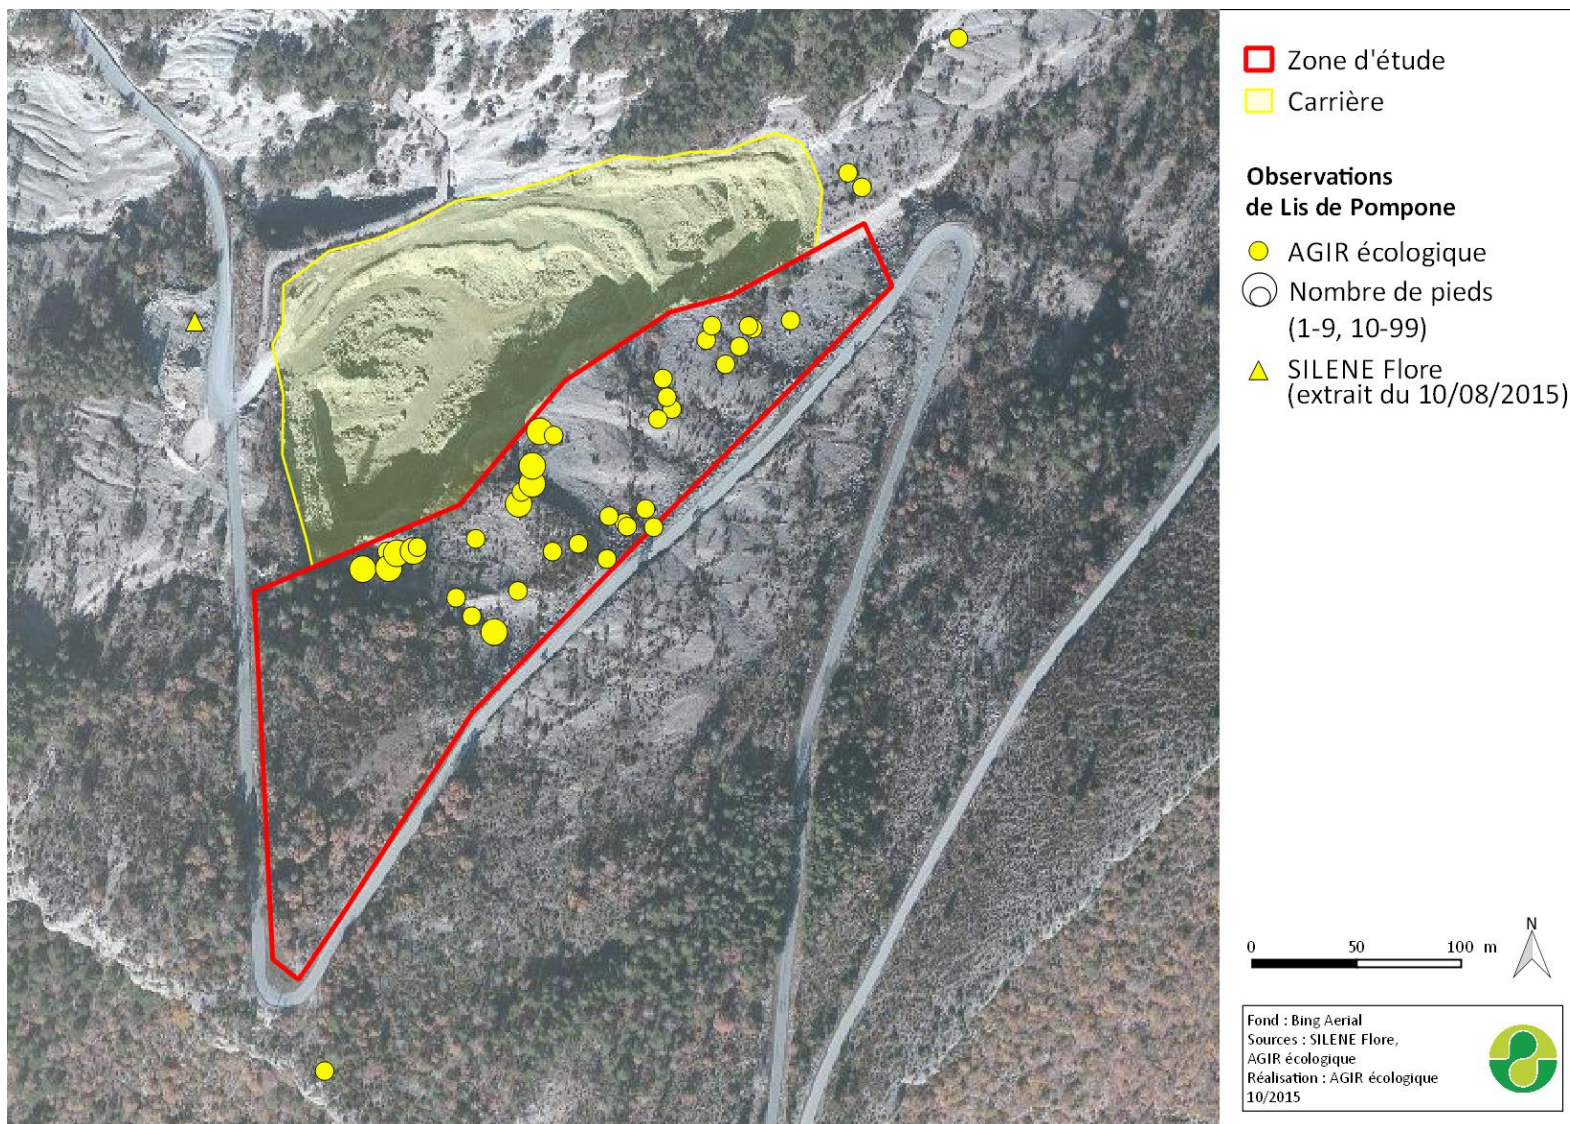 Zone d'étude
Carrière
Observations
de Lis de Pompone
AGIR écologique
Nombre de pieds
(1-9, 10-99)
SILENE Flore
(extrait du 10/08/2015)
0 50 100 m
N
Fond : Bing Aerial
Sources : SILENE Flore,
AGIR écologique
Réalisation : AGIR écologique
10/2015